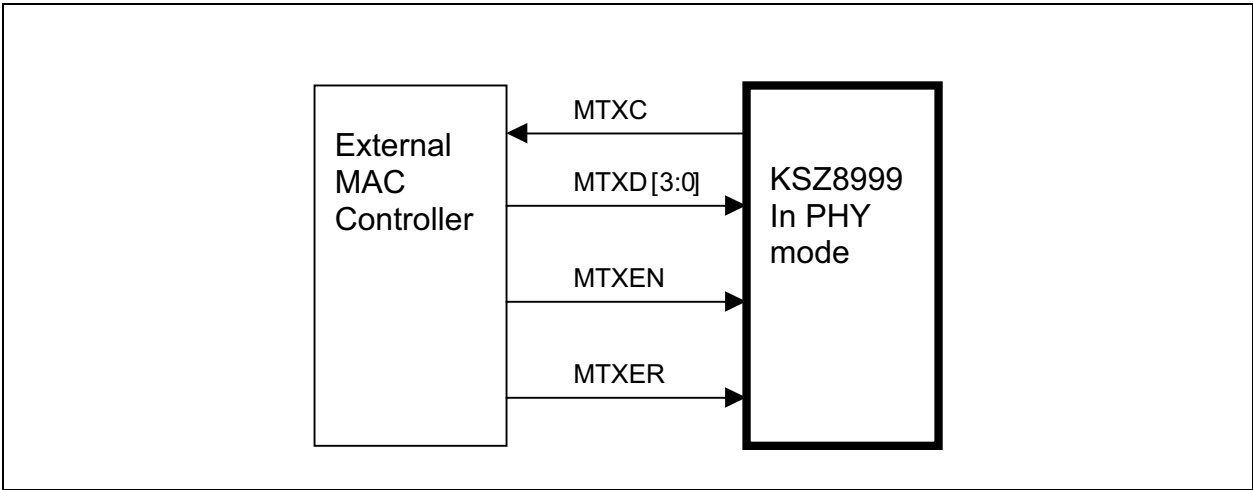 External
MAC
Controller
MTXC
MTXD[3:0]
MTXEN
MTXER
KSZ8999
In PHY
mode